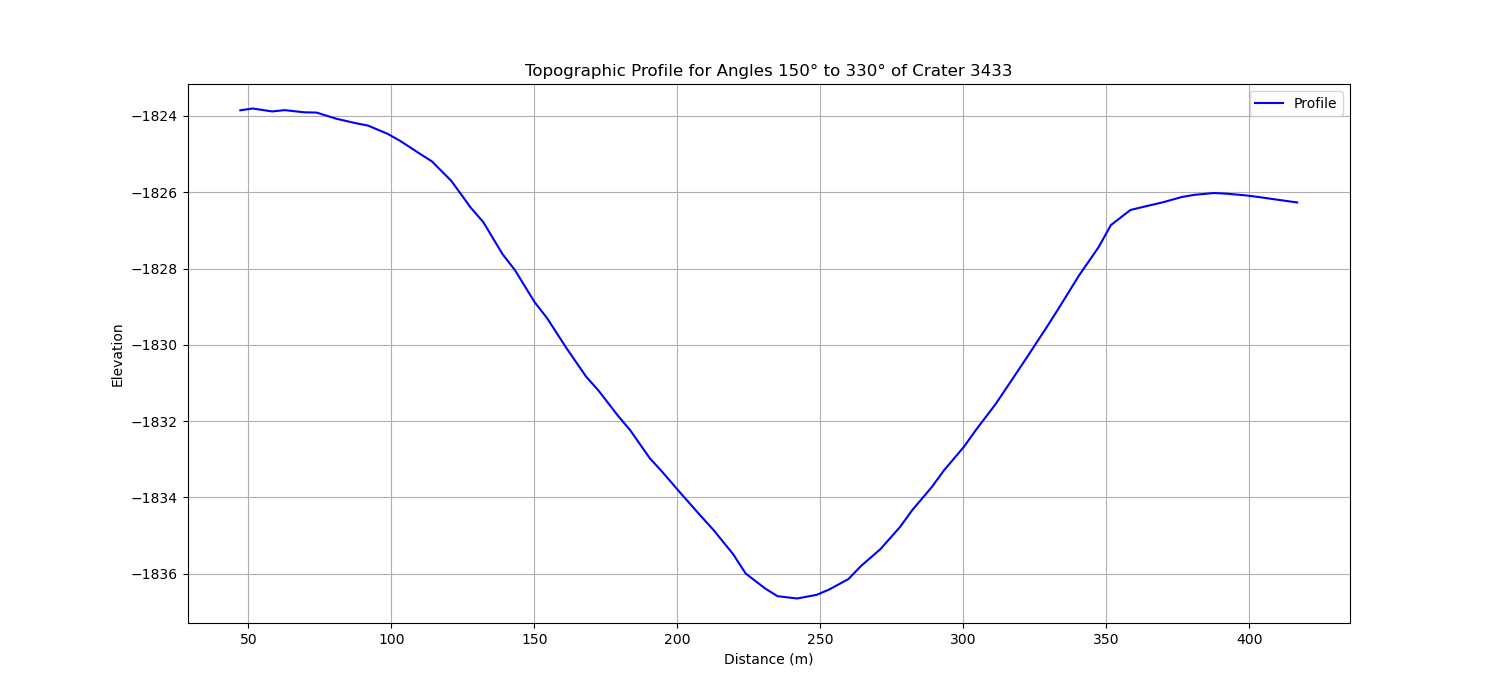 Topographic Profile for Angles 150° to 330° of Crater 3433
Profile
−1824
−1826
−1828
−1830
−1832
−1834
−1836
Elevation
50 100 150 200 250 300 350 400
Distance (m)